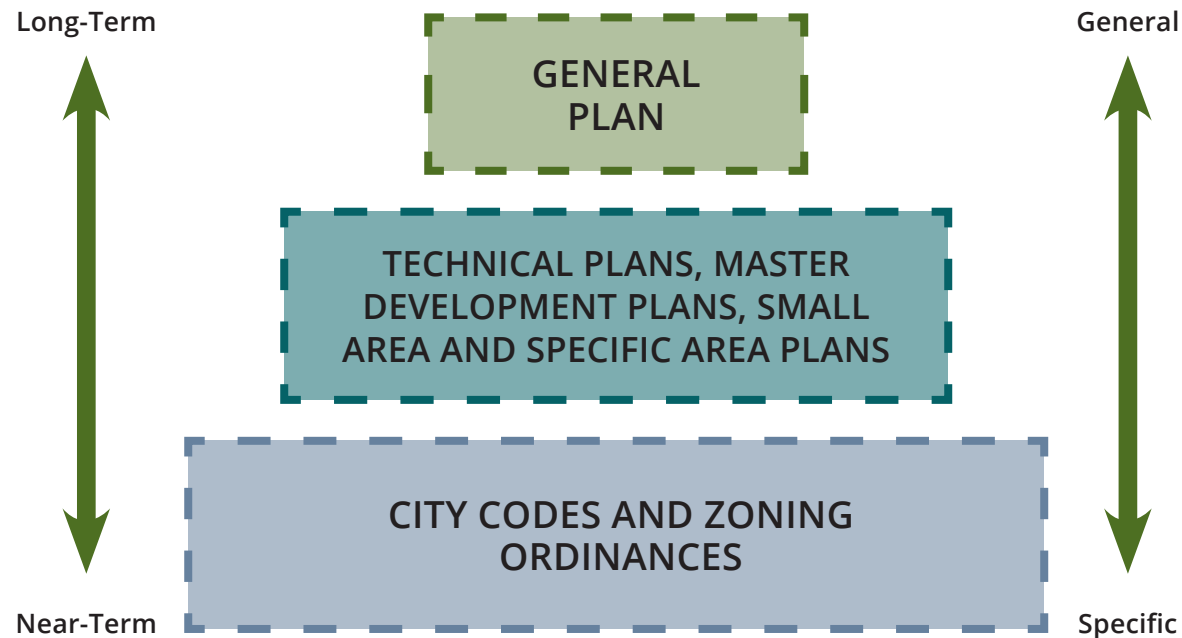 Long-Term
General
GENERAL
PLAN
TECHNICAL PLANS, MASTER
DEVELOPMENT PLANS, SMALL
AREA AND SPECIFIC AREA PLANS
CITY CODES AND ZONING
ORDINANCES
Near-Term
Specific